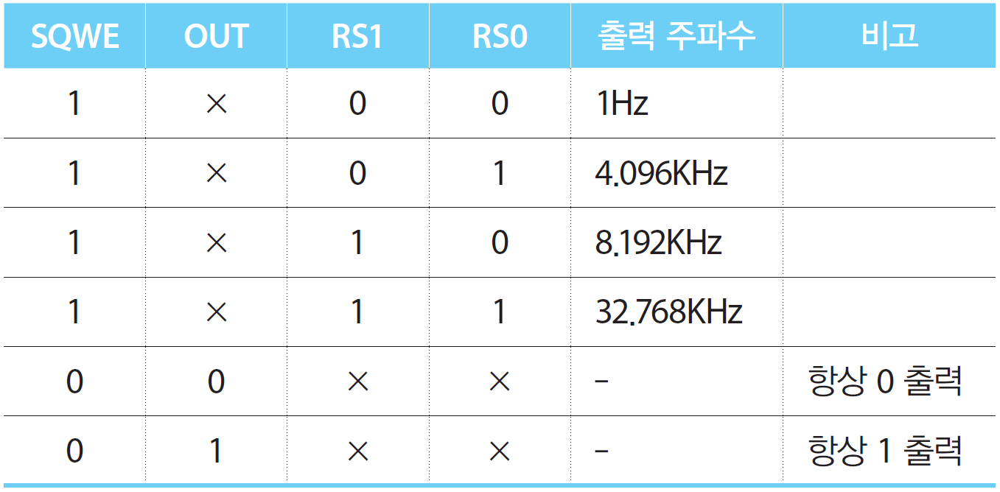 SQWE OUT RS1 RS0 출력 주파수 비고
1 × 0 0 1Hz
1 × 0 1 4.096KHz
1 × 1 0 8.192KHz
1 × 1 1 32.768KHz
0 0 × × – 항상 0 출력
0 1 × × – 항상 1 출력